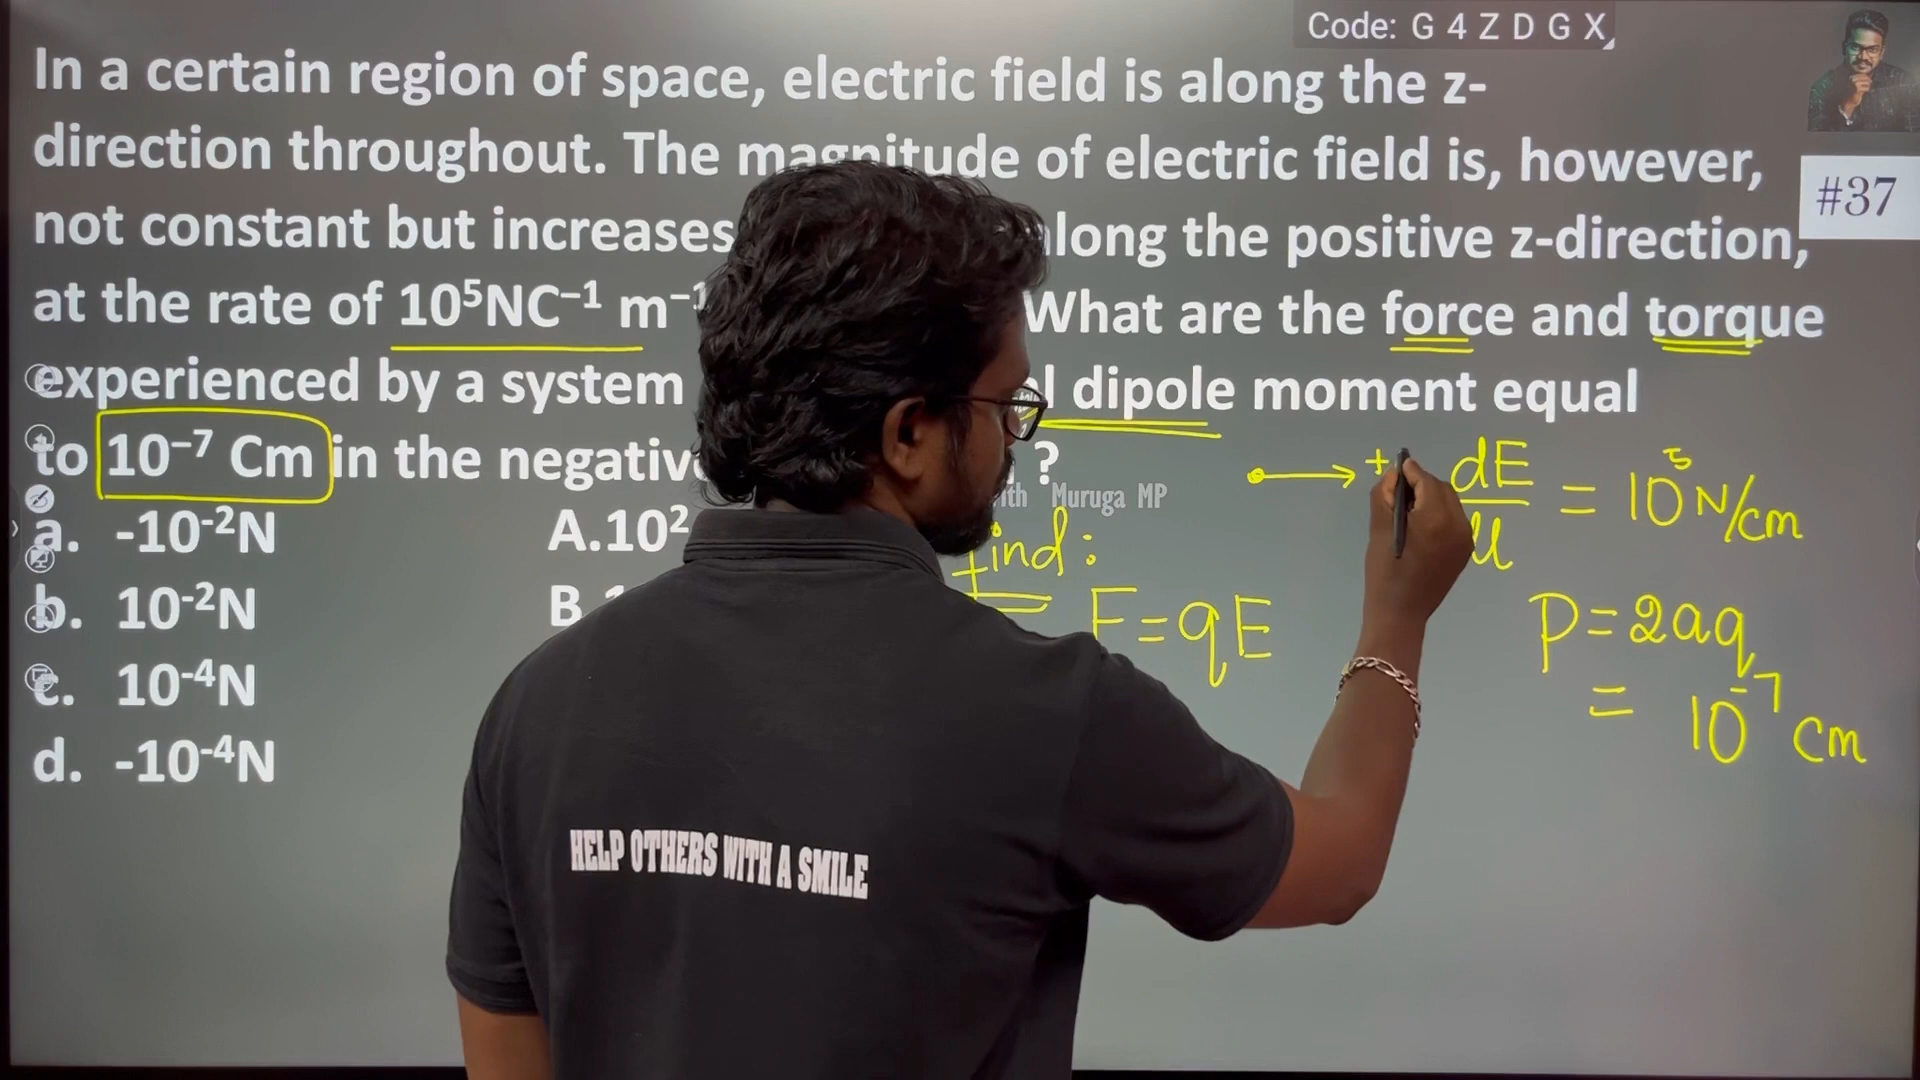 Code: G 4 Z D G X
In a certain region of space, electric field is along the z-
direction throughout. The magnitude of electric field is, however,
#37
not constant but increases along the positive z-direction,
at the rate of 10⁵NC⁻¹ m⁻ What are the force and torque
experienced by a system dipole moment equal
to 10⁻⁷ Cm in the ?
Muruga MP
a. -10⁻²N
b. 10⁻²N
c. 10⁻⁴N
d. -10⁻⁴N
A.10²
B.
find:
F=qE
+
dE = 10⁵ N/cm
P=2aq
= 10⁻⁷ cm
HELP OTHERS WITH A SMILE